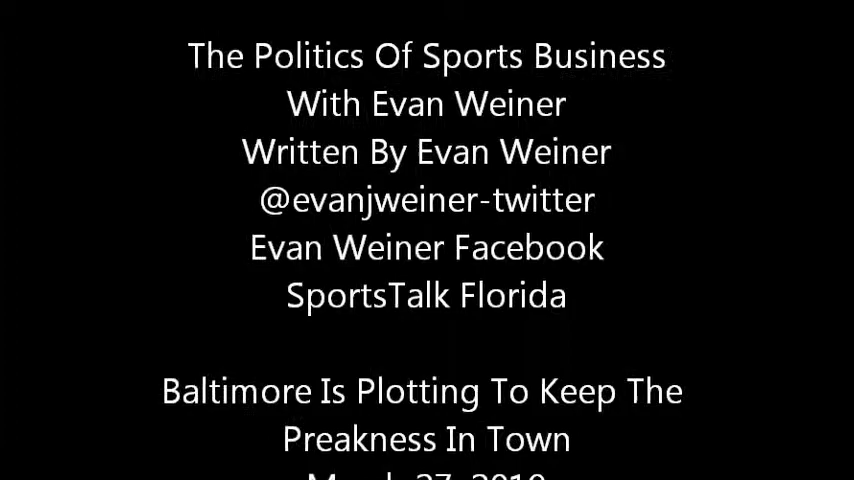 The Politics Of Sports Business
With Evan Weiner
Written By Evan Weiner
@evanjweiner-twitter
Evan Weiner Facebook
SportsTalk Florida
Baltimore Is Plotting To Keep The
Preakness In Town